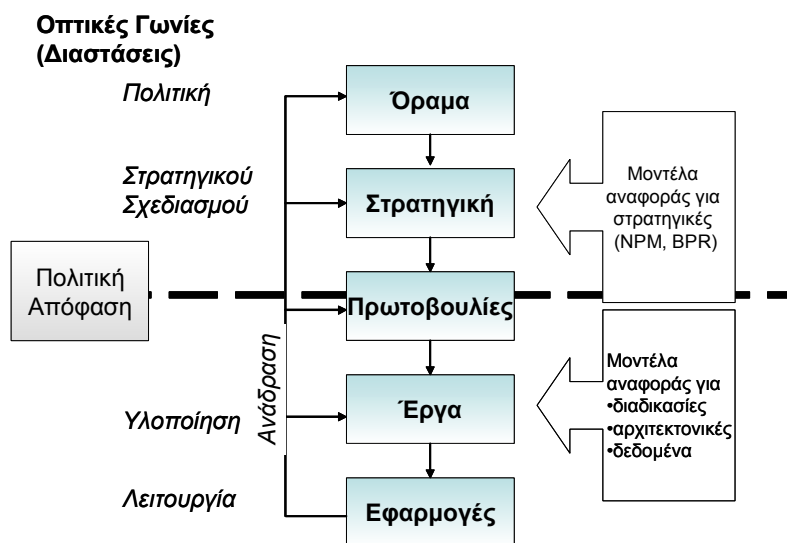 Οπτικές Γωνίες
(Διαστάσεις)
Πολιτική
Όραμα
Στρατηγικού
Σχεδιασμού
Στρατηγική
Μοντέλα
αναφοράς για
στρατηγικές
(NPM, BPR)
Πολιτική
Απόφαση
Πρωτοβουλίες
Ανάδραση
Υλοποίηση
Έργα
Μοντέλα
αναφοράς για
•διαδικασίες
•αρχιτεκτονικές
•δεδομένα
Λειτουργία
Εφαρμογές